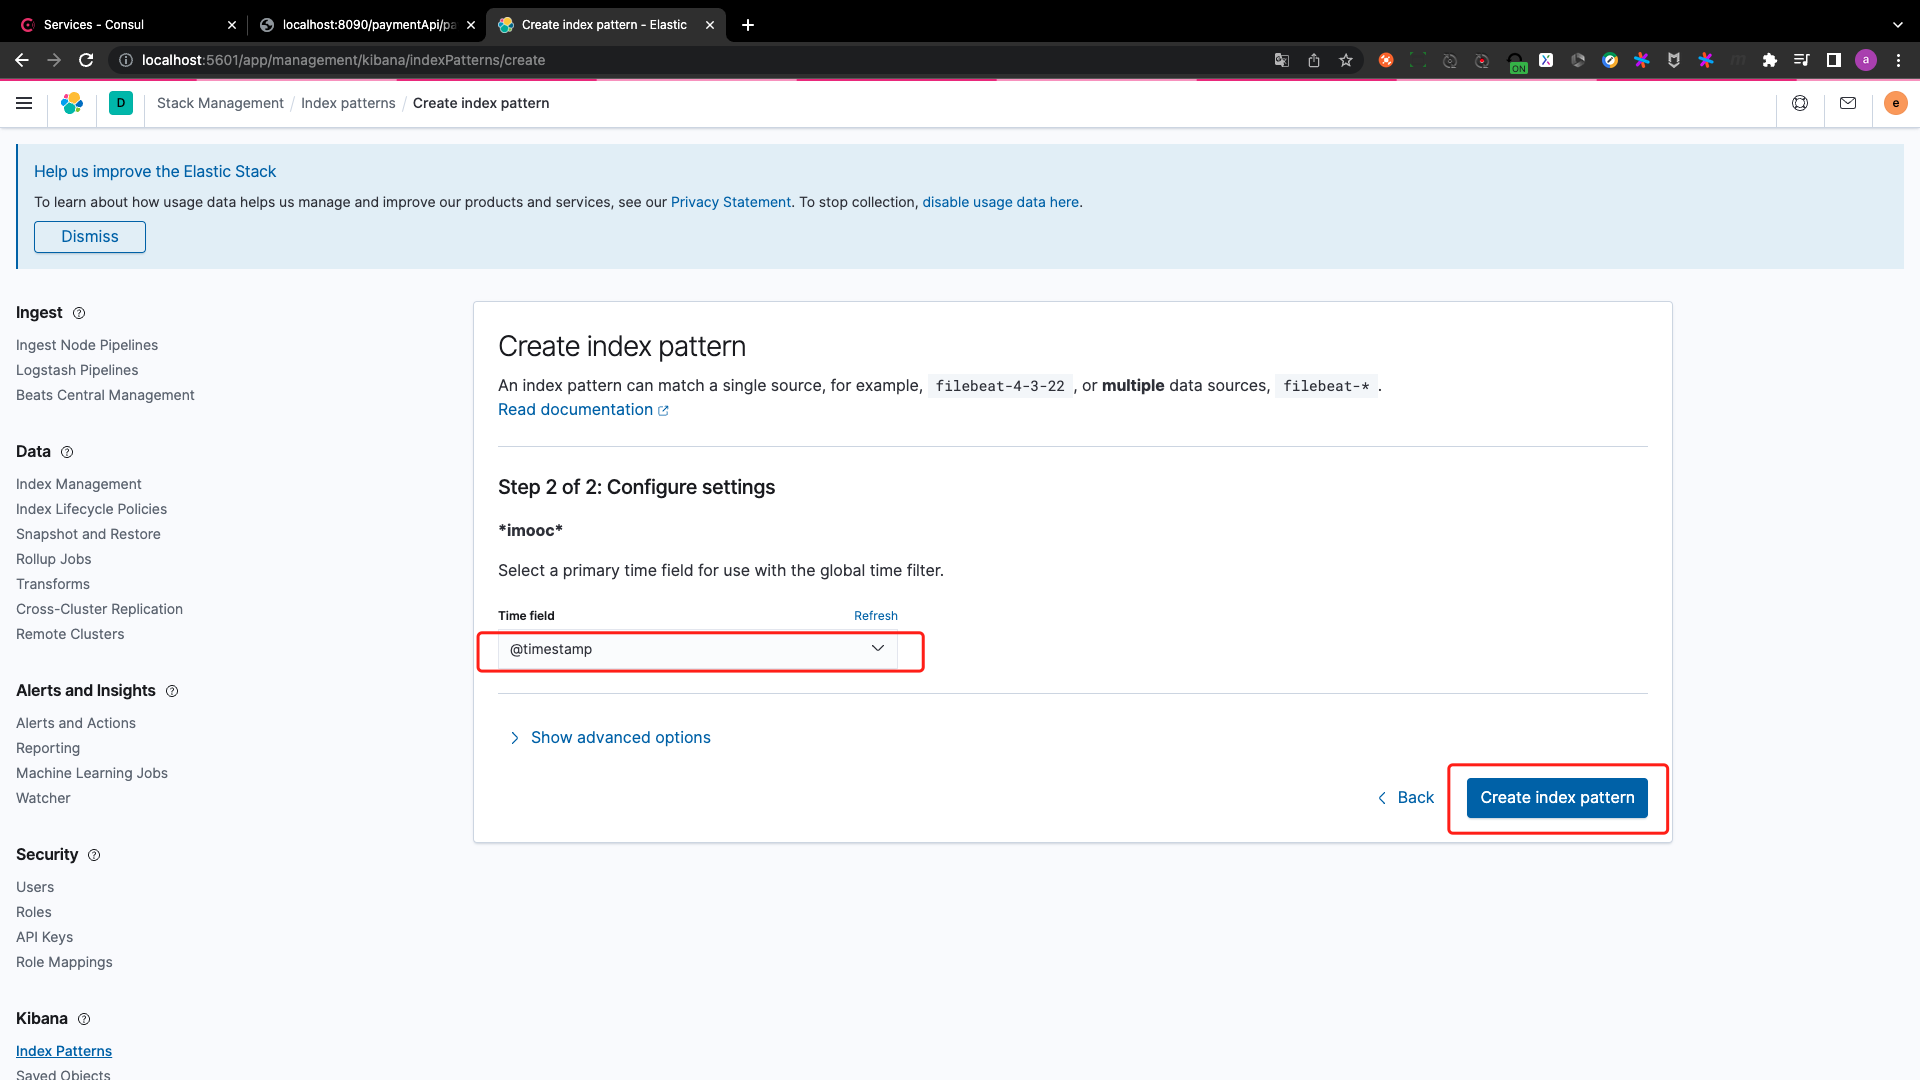 Services - Consul
localhost:8090/paymentApi/pa
Create index pattern - Elastic
localhost:5601/app/management/kibana/indexPatterns/create
ON
a
D
Stack Management / Index patterns / Create index pattern
e
Help us improve the Elastic Stack
To learn about how usage data helps us manage and improve our products and services, see our Privacy Statement. To stop collection, disable usage data here.
Dismiss
Ingest
Ingest Node Pipelines
Logstash Pipelines
Beats Central Management
Data
Index Management
Index Lifecycle Policies
Snapshot and Restore
Rollup Jobs
Transforms
Cross-Cluster Replication
Remote Clusters
Alerts and Insights
Alerts and Actions
Reporting
Machine Learning Jobs
Watcher
Security
Users
Roles
API Keys
Role Mappings
Kibana
Index Patterns
Saved Objects
Create index pattern
An index pattern can match a single source, for example, filebeat-4-3-22 , or multiple data sources, filebeat-* .
Read documentation
Step 2 of 2: Configure settings
*imooc*
Select a primary time field for use with the global time filter.
Time field
Refresh
@timestamp
Show advanced options
Back
Create index pattern